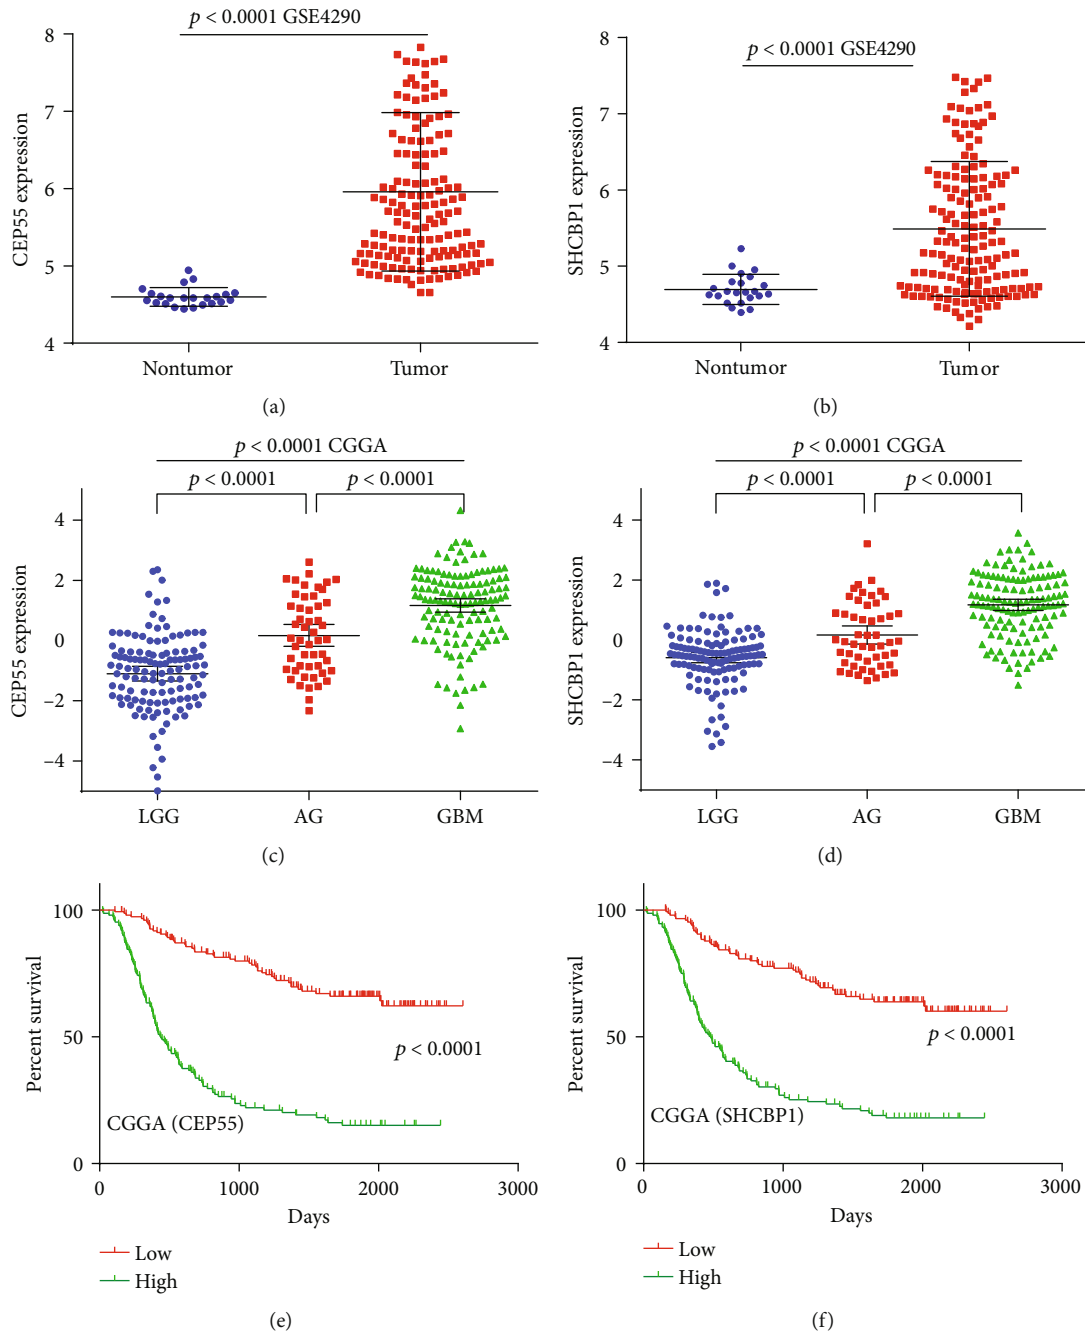 p < 0.0001 GSE4290
CEP55 expression
8
7
6
5
4
Nontumor Tumor
(a)
p < 0.0001 GSE4290
SHCBP1 expression
8
7
6
5
4
Nontumor Tumor
(b)
p < 0.0001 CGGA
p < 0.0001 p < 0.0001
CEP55 expression
4
2
0
−2
−4
LGG AG GBM
(c)
p < 0.0001 CGGA
p < 0.0001 p < 0.0001
SHCBP1 expression
4
2
0
−2
−4
LGG AG GBM
(d)
Percent survival
100
50
0
p < 0.0001
CGGA (CEP55)
0 1000 2000 3000
Days
Low
High
(e)
Percent survival
100
50
0
p < 0.0001
CGGA (SHCBP1)
0 1000 2000 3000
Days
Low
High
(f)